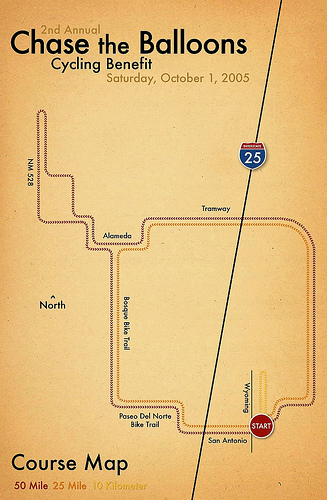 2nd Annual
Chase the Balloons
Cycling Benefit
Saturday, October 1, 2005
INTERSTATE
25
NM 528
Tramway
Alameda
^
North
Bosque Bike Trail
Wyoming
Paseo Del Norte
Bike Trail
START
San Antonio
Course Map
50 Mile 25 Mile 10 Kilometer